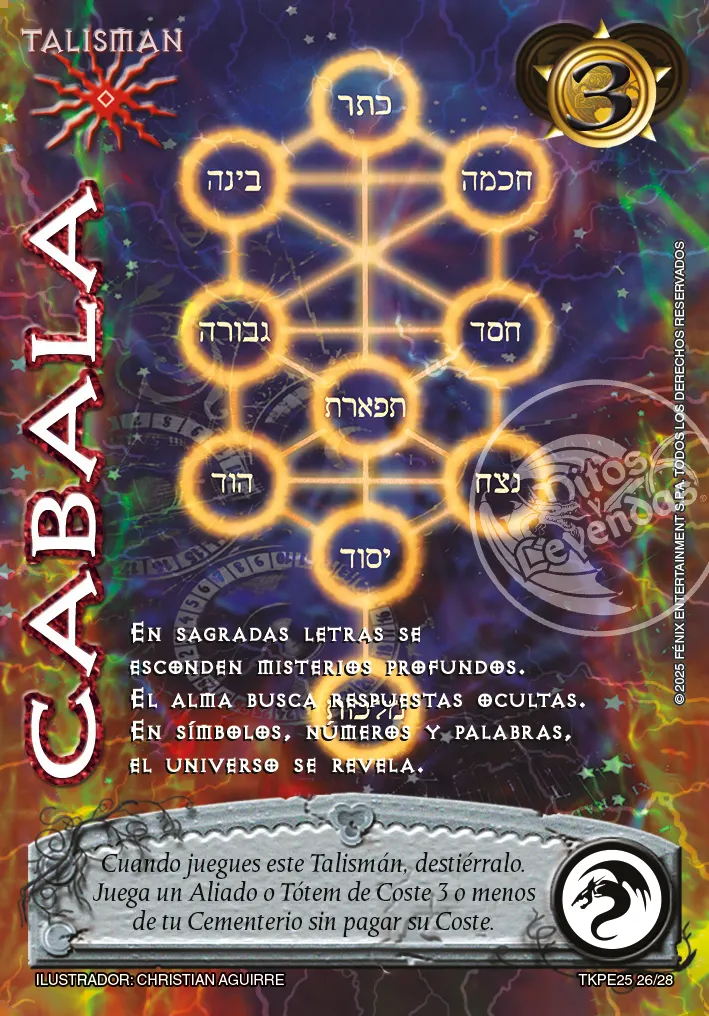 TALISMAN
3
CABALA
כתר
בינה
חכמה
גבורה
חסד
תפארת
הוד
נצח
יסוד
מלכות
En sagradas letras se
esconden misterios profundos.
El alma busca respuestas ocultas.
En símbolos, números y palabras,
el universo se revela.
Mitos
y
Leyendas
© 2025 FÉNIX ENTERTAINMENT S.P.A. TODOS LOS DERECHOS RESERVADOS
Cuando juegues este Talismán, destiérralo.
Juega un Aliado o Tótem de Coste 3 o menos
de tu Cementerio sin pagar su Coste.
ILUSTRADOR: CHRISTIAN AGUIRRE
TKPE25 26/28